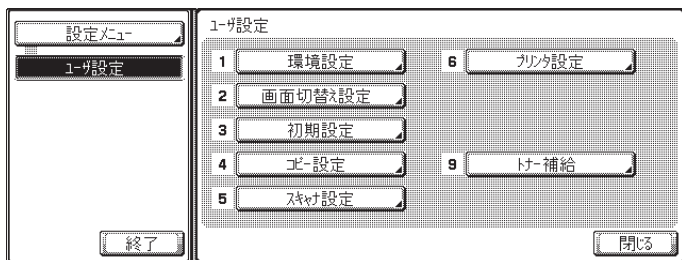 設定メニュー
ユーザ設定
終了
ユーザ設定
1 環境設定
2 画面切替え設定
3 初期設定
4 コピー設定
5 スキャナ設定
6 プリンタ設定
9 トナー補給
閉じる